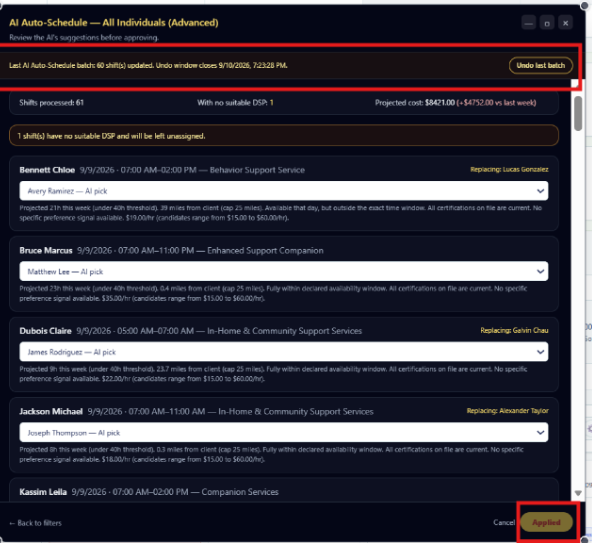 AI Auto-Schedule — All Individuals (Advanced)
Review the AI's suggestions before approving.
Last AI Auto-Schedule batch: 60 shift(s) updated. Undo window closes 9/10/2026, 7:23:28 PM.
Undo last batch
Shifts processed: 61
With no suitable DSP: 1
Projected cost: $8421.00 (+$4752.00 vs last week)
1 shift(s) have no suitable DSP and will be left unassigned.
Bennett Chloe 9/9/2026 · 07:00 AM–02:00 PM — Behavior Support Service
Replacing: Lucas Gonzalez
Avery Ramirez — AI pick
Projected 21h this week (under 40h threshold). 39 miles from client (cap 25 miles). Available that day, but outside the exact time window. All certifications on file are current. No
specific preference signal available. $19.00/hr (candidates range from $15.00 to $60.00/hr).
Bruce Marcus 9/9/2026 · 07:00 AM–11:00 PM — Enhanced Support Companion
Matthew Lee — AI pick
Projected 25h this week (under 40h threshold). 0.4 miles from client (cap 25 miles). Fully within declared availability window. All certifications on file are current. No specific
preference signal available. $35.00/hr (candidates range from $15.00 to $60.00/hr).
Dubois Claire 9/9/2026 · 05:00 AM–07:00 AM — In-Home & Community Support Services
Replacing: Galvin Chau
James Rodriguez — AI pick
Projected 9h this week (under 40h threshold). 23.7 miles from client (cap 25 miles). Fully within declared availability window. All certifications on file are current. No specific
preference signal available. $22.00/hr (candidates range from $15.00 to $60.00/hr).
Jackson Michael 9/9/2026 · 07:00 AM–11:00 AM — In-Home & Community Support Services
Replacing: Alexander Taylor
Joseph Thompson — AI pick
Projected 8h this week (under 40h threshold). 0.3 miles from client (cap 25 miles). Fully within declared availability window. All certifications on file are current. No specific
preference signal available. $18.00/hr (candidates range from $15.00 to $60.00/hr).
Kassim Leila 9/9/2026 · 07:00 AM–02:00 PM — Companion Services
← Back to filters
Cancel
Applied